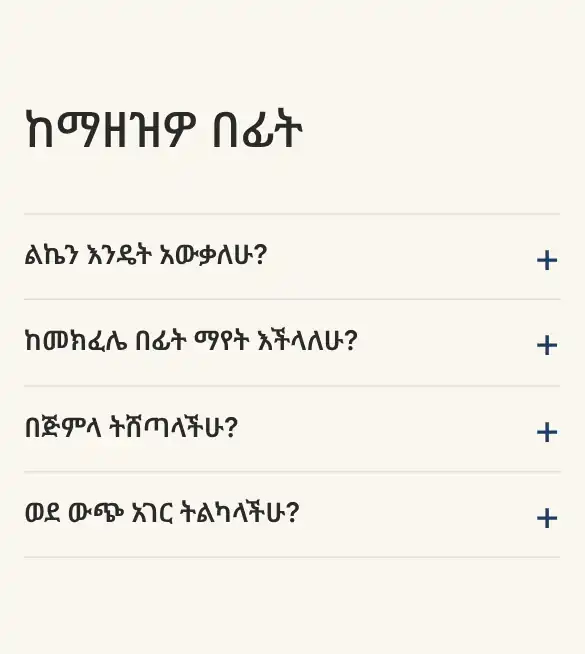 ከማዘዝዎ በፊት
ልኬን እንዴት አውቃለሁ?
ከመክፈሌ በፊት ማየት እችላለሁ?
በጅምላ ትሸጣላችሁ?
ወደ ውጭ አገር ትልካላችሁ?